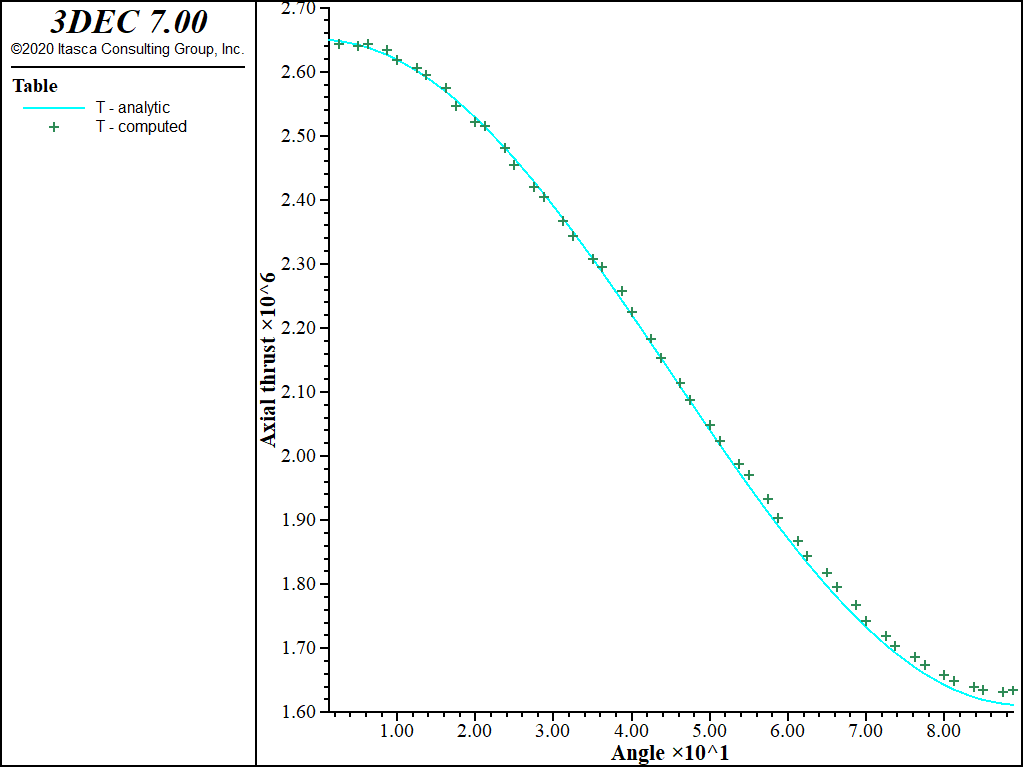 3DEC 7.00
©2020 Itasca Consulting Group, Inc.
Table
T - analytic
T - computed
2.70
2.60
2.50
2.40
2.30
2.20
2.10
2.00
1.90
1.80
1.70
1.60
Axial thrust ×10^6
1.00 2.00 3.00 4.00 5.00 6.00 7.00 8.00
Angle ×10^1